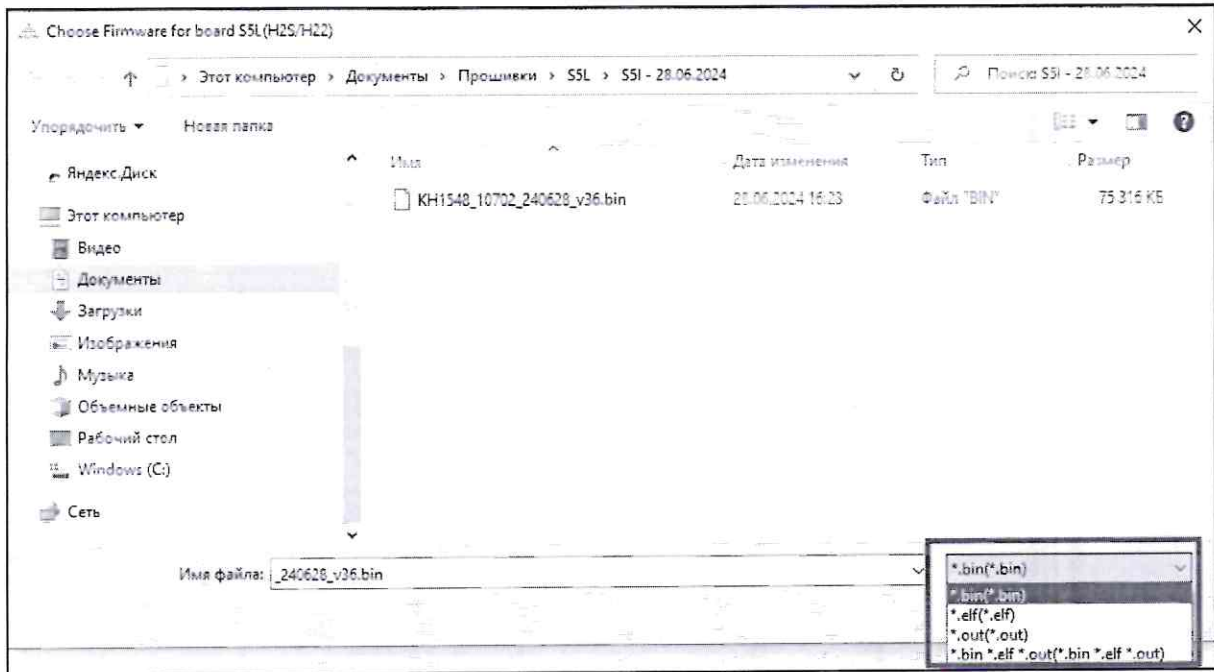 Choose Firmware for board S5L(H2S/H22)
Этот компьютер > Документы > Прошивки > S5L > S5l - 28.06.2024
Поиск: S5l - 28.06.2024
Упорядочить
Новая папка
Имя
Дата изменения
Тип
Размер
KH1548_10702_240628_v36.bin
28.06.2024 16:23
Файл "BIN"
75 316 КБ
Яндекс.Диск
Этот компьютер
Видео
Документы
Загрузки
Изображения
Музыка
Объемные объекты
Рабочий стол
Windows (C:)
Сеть
Имя файла: _240628_v36.bin
*.bin(*.bin)
*.bin(*.bin)
*.elf(*.elf)
*.out(*.out)
*.bin *.elf *.out(*.bin *.elf *.out)